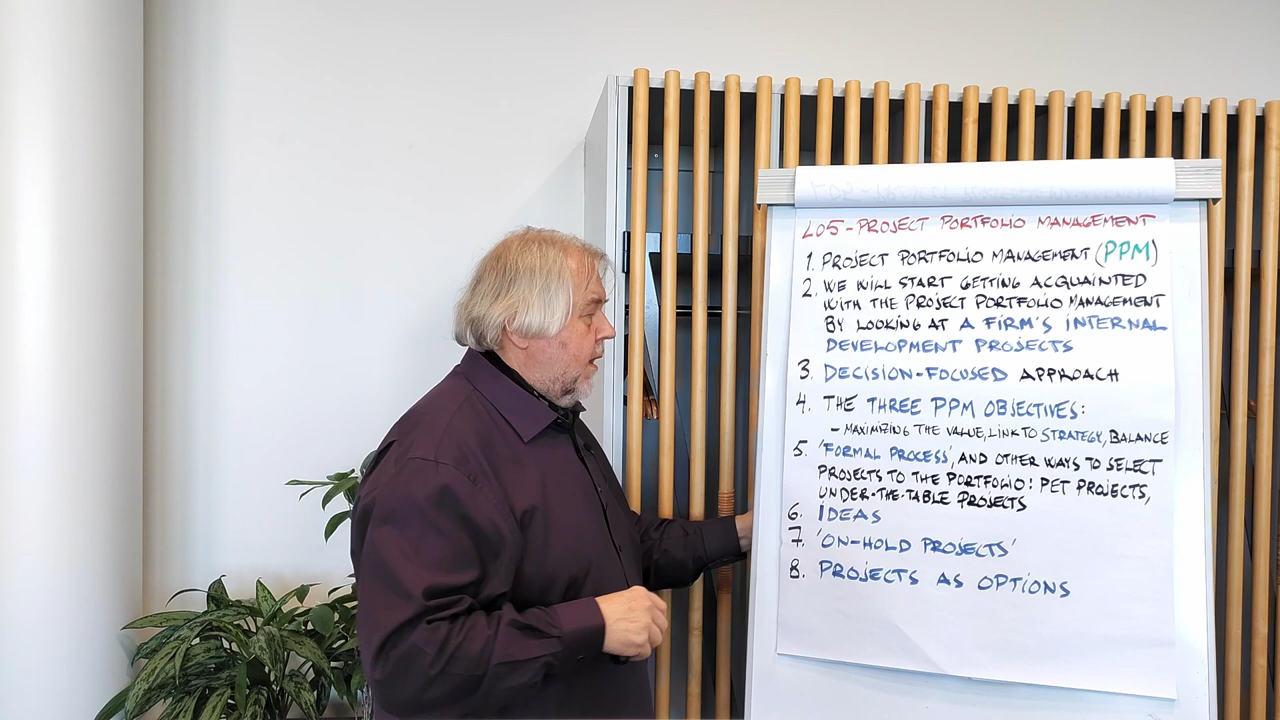 LO5-PROJECT PORTFOLIO MANAGEMENT
1. PROJECT PORTFOLIO MANAGEMENT (PPM)
2. WE WILL START GETTING ACQUAINTED
WITH THE PROJECT PORTFOLIO MANAGEMENT
BY LOOKING AT A FIRM'S INTERNAL
DEVELOPMENT PROJECTS
3. DECISION-FOCUSED APPROACH
4. THE THREE PPM OBJECTIVES:
- MAXIMIZING THE VALUE, LINK TO STRATEGY, BALANCE
5. 'FORMAL PROCESS', AND OTHER WAYS TO SELECT
PROJECTS TO THE PORTFOLIO: PET PROJECTS,
UNDER-THE-TABLE PROJECTS
6. IDEAS
7. 'ON-HOLD PROJECTS'
8. PROJECTS AS OPTIONS